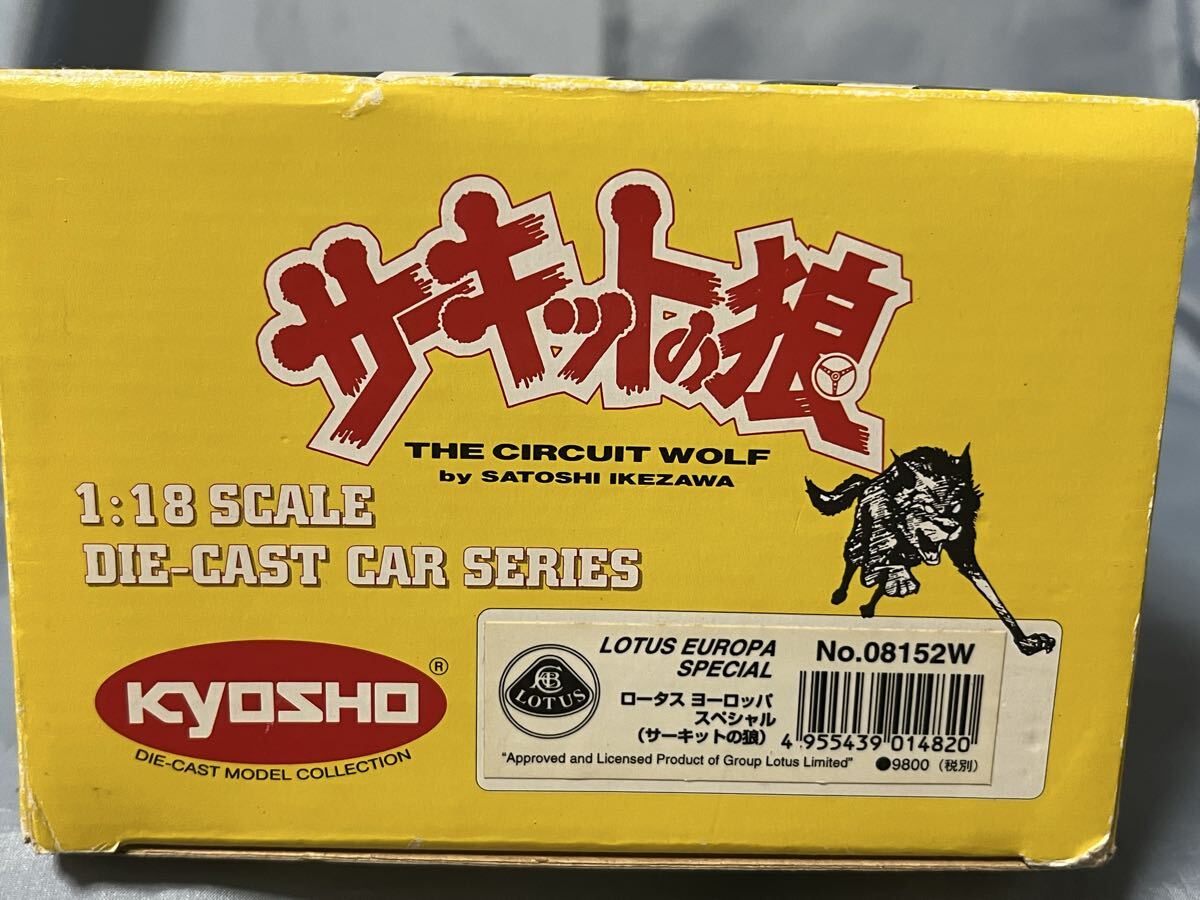 サーキットの狼
THE CIRCUIT WOLF
by SATOSHI IKEZAWA
1:18 SCALE
DIE-CAST CAR SERIES
KYOSHO®
DIE-CAST MODEL COLLECTION
LOTUS
LOTUS EUROPA
SPECIAL
ロータス ヨーロッパ
スペシャル
(サーキットの狼)
No.08152W
4 955439 014820
"Approved and Licensed Product of Group Lotus Limited"
●9800(税別)